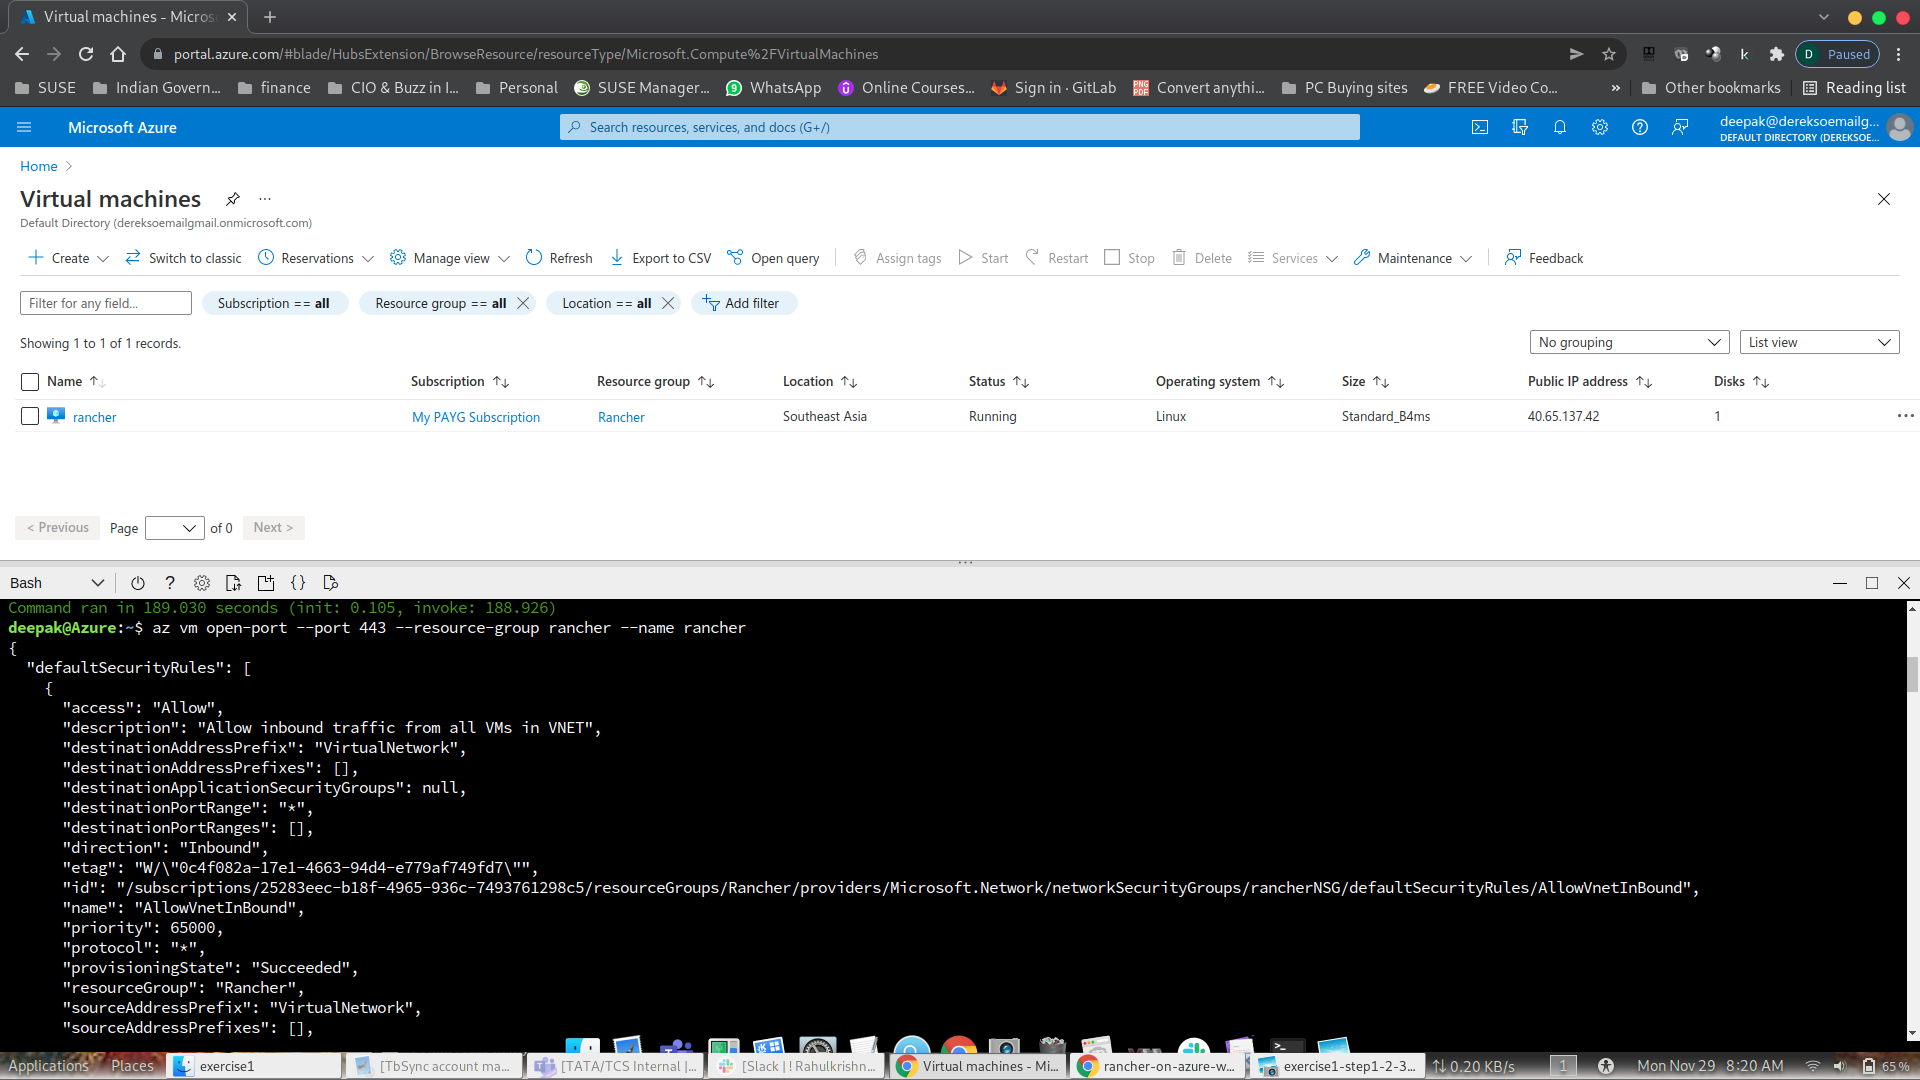 Virtual machines - Micros
portal.azure.com/#blade/HubsExtension/BrowseResource/resourceType/Microsoft.Compute%2FVirtualMachines
D Paused
SUSE Indian Govern... finance CIO & Buzz in I... Personal SUSE Manager... WhatsApp Online Courses... Sign in · GitLab Convert anythi... PC Buying sites FREE Video Co... » Other bookmarks Reading list
Microsoft Azure
Search resources, services, and docs (G+/)
deepak@dereksoemailg...
DEFAULT DIRECTORY (DEREKSOE...
Home
Virtual machines
Default Directory (dereksoemailgmail.onmicrosoft.com)
Create Switch to classic Reservations Manage view Refresh Export to CSV Open query Assign tags Start Restart Stop Delete Services Maintenance Feedback
Filter for any field... Subscription == all Resource group == all Location == all Add filter
Showing 1 to 1 of 1 records.
No grouping List view
Name Subscription Resource group Location Status Operating system Size Public IP address Disks
rancher My PAYG Subscription Rancher Southeast Asia Running Linux Standard_B4ms 40.65.137.42 1
< Previous Page of 0 Next >
Bash
Command ran in 189.030 seconds (init: 0.105, invoke: 188.926)
deepak@Azure:~$ az vm open-port --port 443 --resource-group rancher --name rancher
{
"defaultSecurityRules": [
{
"access": "Allow",
"description": "Allow inbound traffic from all VMs in VNET",
"destinationAddressPrefix": "VirtualNetwork",
"destinationAddressPrefixes": [],
"destinationApplicationSecurityGroups": null,
"destinationPortRange": "*",
"destinationPortRanges": [],
"direction": "Inbound",
"etag": "W/\"0c4f082a-17e1-4663-94d4-e779af749fd7\"",
"id": "/subscriptions/25283eec-b18f-4965-936c-7493761298c5/resourceGroups/Rancher/providers/Microsoft.Network/networkSecurityGroups/rancherNSG/defaultSecurityRules/AllowVnetInBound",
"name": "AllowVnetInBound",
"priority": 65000,
"protocol": "*",
"provisioningState": "Succeeded",
"resourceGroup": "Rancher",
"sourceAddressPrefix": "VirtualNetwork",
"sourceAddressPrefixes": [],
Applications Places exercise1 [TbSync account ma... [TATA/TCS Internal |... [Slack | ! Rahulkrishn... Virtual machines - Mi... rancher-on-azure-w... exercise1-step1-2-3... 0.20 KB/s 1 Mon Nov 29 8:20 AM 65%